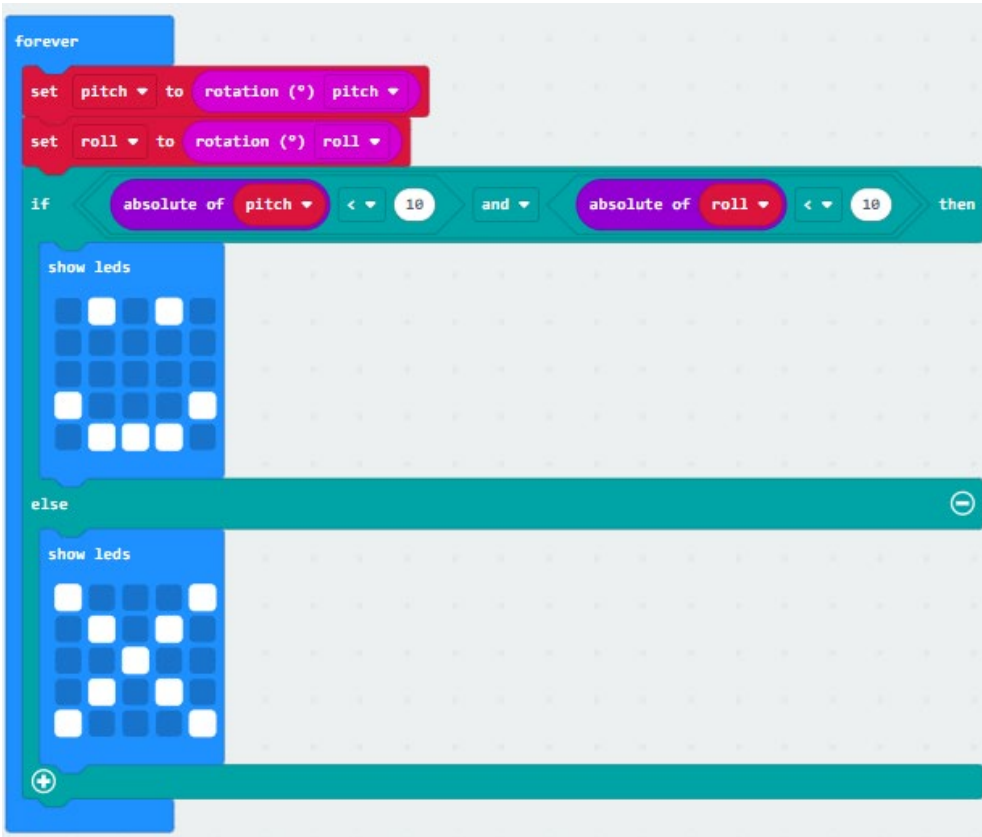 forever
set pitch to rotation (°) pitch
set roll to rotation (°) roll
if absolute of pitch < 10 and absolute of roll < 10 then
show leds
else
show leds